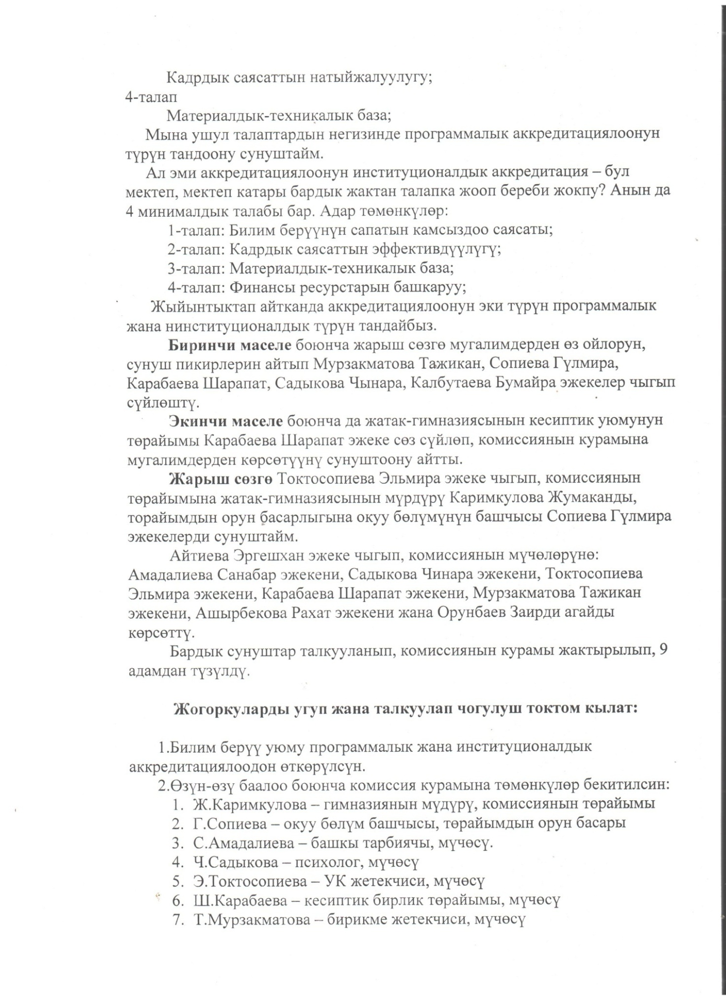 Кадрдык саясаттын натыйжалуулугу;
4-талап
Материалдык-техникалык база;
Мына ушул талаптардын негизинде программалык аккредитациялоонун
түрүн тандоону сунуштайм.
Ал эми аккредитациялоонун институционалдык аккредитация – бул
мектеп, мектеп катары бардык жактан талапка жооп береби жокпу? Анын да
4 минималдык талабы бар. Адар төмөнкүлөр:
1-талап: Билим берүүнүн сапатын камсыздоо саясаты;
2-талап: Кадрдык саясаттын эффективдүүлүгү;
3-талап: Материалдык-техникалык база;
4-талап: Финансы ресурстарын башкаруу;
Жыйынтыктап айтканда аккредитациялоонун эки түрүн программалык
жана нинституционалдык түрүн тандайбыз.
Биринчи маселе боюнча жарыш сөзгө мугалимдерден өз ойлорун,
сунуш пикирлерин айтып Мурзакматова Тажикан, Сопиева Гүлмира,
Карабаева Шарапат, Садыкова Чынара, Калбутаева Бумайра эжекелер чыгып
сүйлөштү.
Экинчи маселе боюнча да жатак-гимназиясынын кесиптик уюмунун
төрайымы Карабаева Шарапат эжеке сөз сүйлөп, комиссиянын курамына
мугалимдерден көрсөтүүнү сунуштоону айтты.
Жарыш сөзгө Токтосопиева Эльмира эжеке чыгып, комиссиянын
төрайымына жатак-гимназиясынын мүрдүрү Каримкулова Жумаканды,
торайымдын орун басарлыгына окуу бөлүмүнүн башчысы Сопиева Гүлмира
эжекелерди сунуштайм.
Айтиева Эргешхан эжеке чыгып, комиссиянын мүчөлөрүнө:
Амадалиева Санабар эжекени, Садыкова Чинара эжекени, Токтосопиева
Эльмира эжекени, Карабаева Шарапат эжекени, Мурзакматова Тажикан
эжекени, Ашырбекова Рахат эжекени жана Орунбаев Заирди агайды
көрсөттү.
Бардык сунуштар талкууланып, комиссиянын курамы жактырылып, 9
адамдан түзүлдү.
Жогоркуларды угуп жана талкуулап чогулуш токтом кылат:
1.Билим берүү уюму программалык жана институционалдык
аккредитациялоодон өткөрүлсүн.
2.Өзүн-өзү баалоо боюнча комиссия курамына төмөнкүлөр бекитилсин:
1. Ж.Каримкулова – гимназиянын мүдүрү, комиссиянын төрайымы
2. Г.Сопиева – окуу бөлүм башчысы, төрайымдын орун басары
3. С.Амадалиева – башкы тарбиячы, мүчөсү.
4. Ч.Садыкова – психолог, мүчөсү
5. Э.Токтосопиева – УК жетекчиси, мүчөсү
6. Ш.Карабаева – кесиптик бирлик төрайымы, мүчөсү
7. Т.Мурзакматова – бирикме жетекчиси, мүчөсү